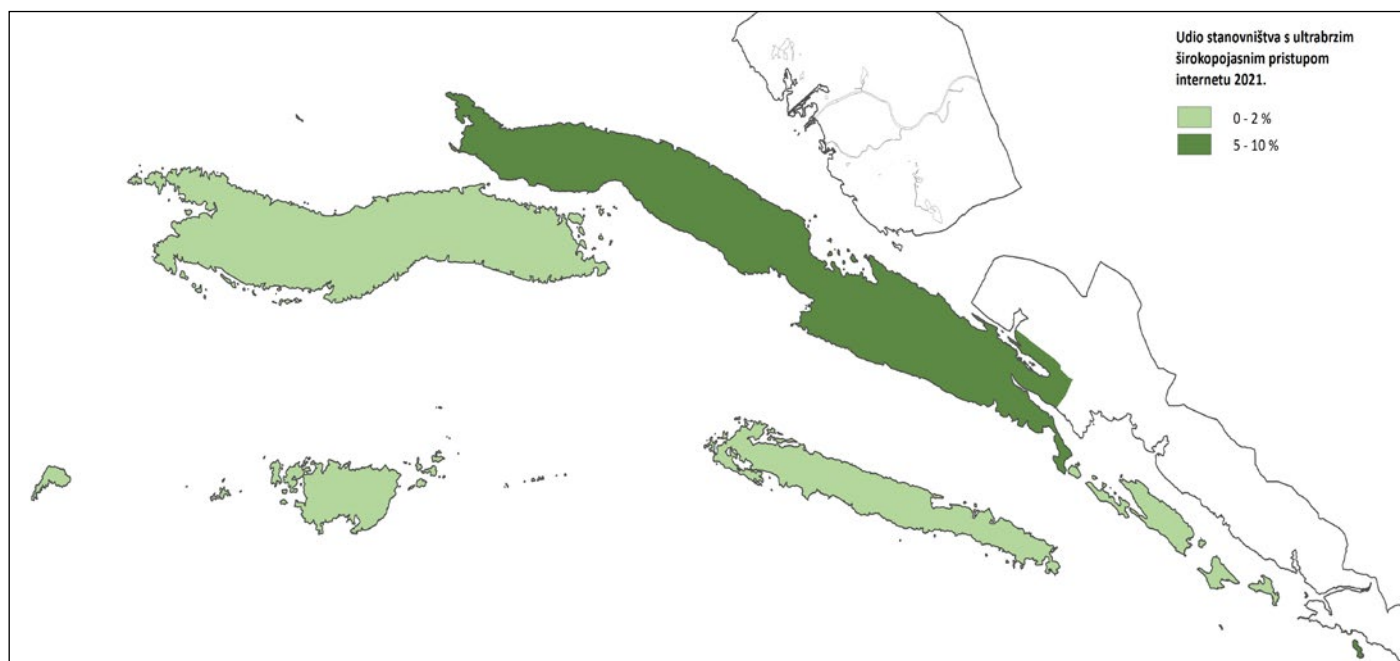 Udio stanovništva s ultrabrzim
širokopojasnim pristupom
internetu 2021.
0 - 2 %
5 - 10 %